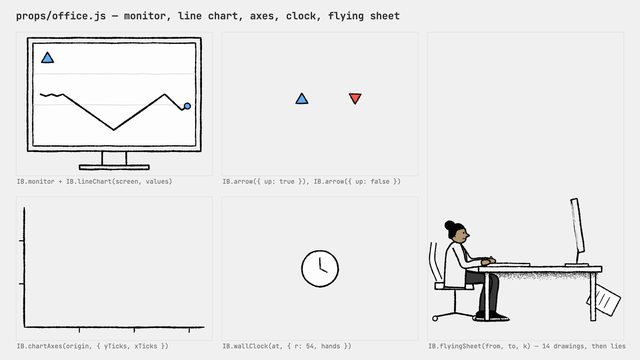 props/office.js — monitor, line chart, axes, clock, flying sheet
IB.monitor + IB.lineChart(screen, values)
IB.arrow({ up: true }), IB.arrow({ up: false })
IB.chartAxes(origin, { yTicks, xTicks })
IB.wallClock(at, { r: 54, hands })
IB.flyingSheet(from, to, k) — 14 drawings, then lies